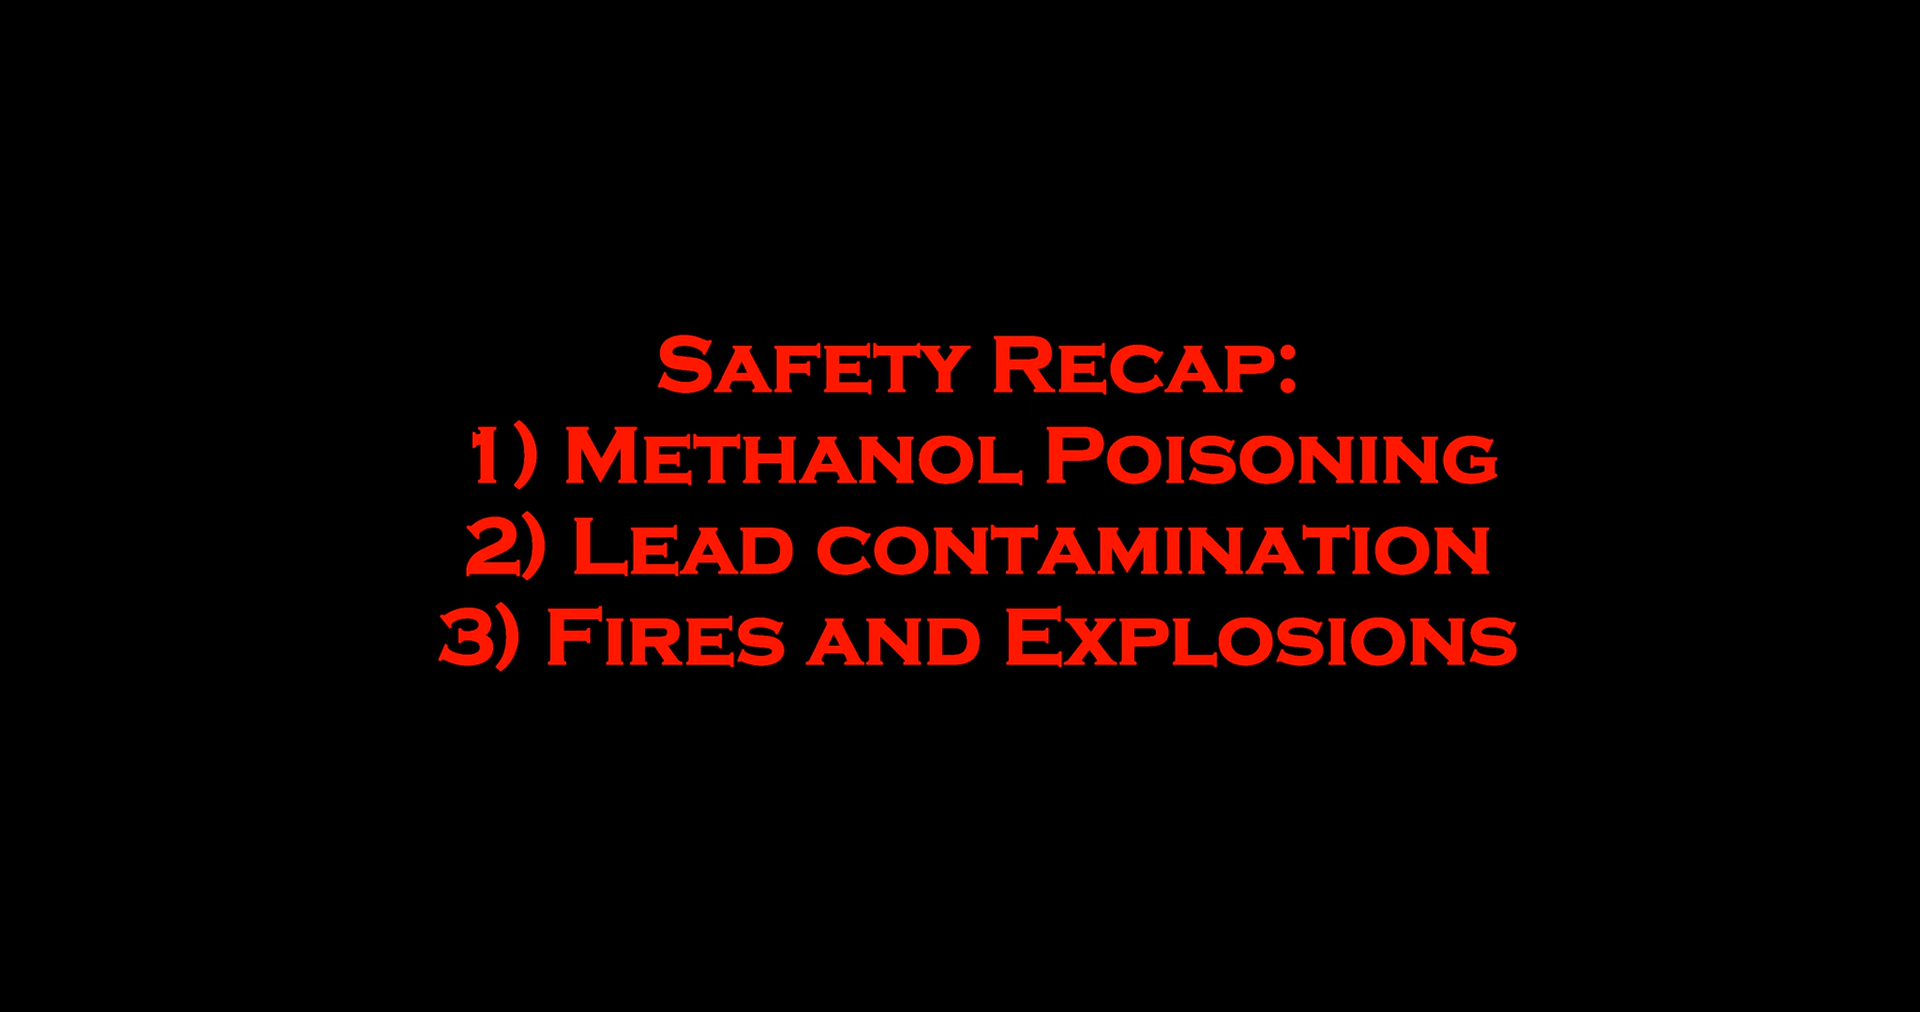 Safety Recap:
1) Methanol Poisoning
2) Lead contamination
3) Fires and Explosions